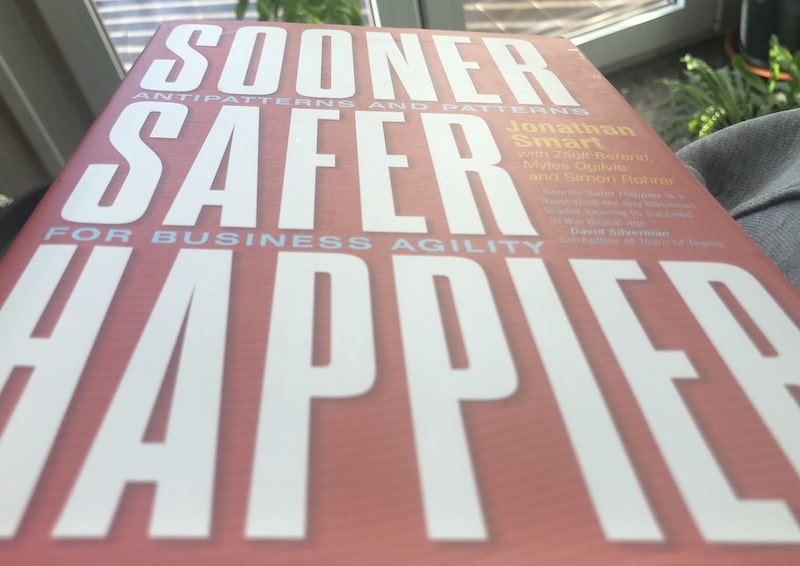 SOONER
ANTIPATTERNS AND PATTERNS
SAFER
Jonathan
Smart
with Zsolt Berend,
Myles Ogilvie
and Simon Rohrer
Sooner Safer Happier is a
must-read for any business
leader looking to succeed
in the digital age.
David Silverman
Co-Author of Team of Teams
FOR BUSINESS AGILITY
HAPPIER